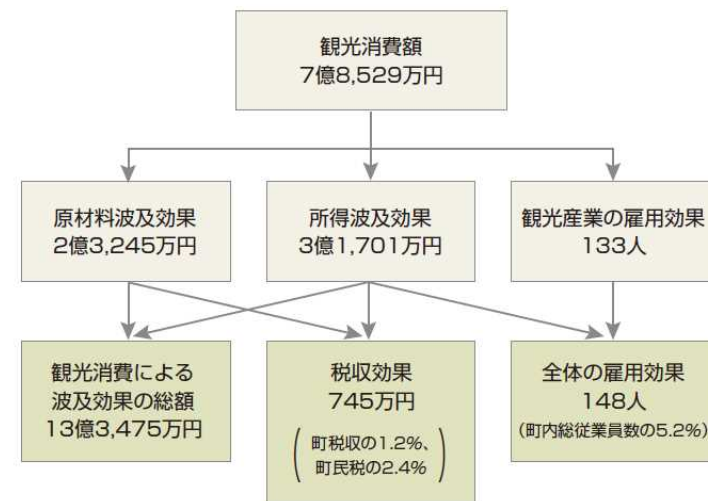 観光消費額
7億8,529万円
原材料波及効果
2億3,245万円
所得波及効果
3億1,701万円
観光産業の雇用効果
133人
観光消費による
波及効果の総額
13億3,475万円
税収効果
745万円
(町税収の1.2%、
町民税の2.4%)
全体の雇用効果
148人
(町内総従業員数の5.2%)